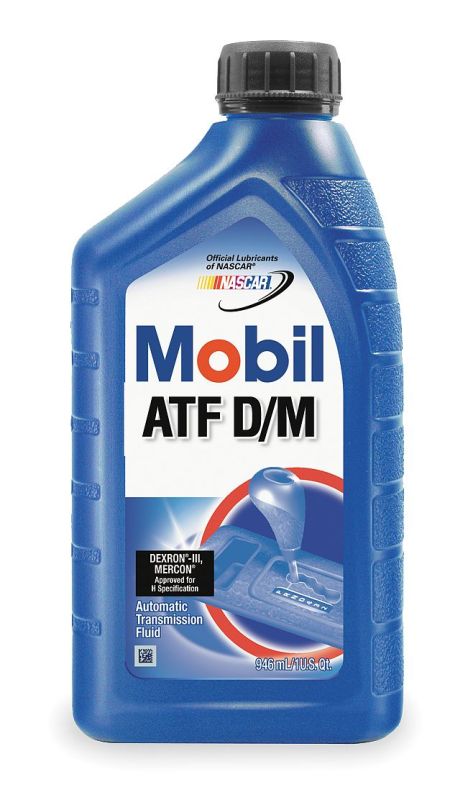 Official Lubricants
of NASCAR®
NASCAR
Mobil
ATF D/M
DEXRON®-III,
MERCON®
Approved for
H Specification
Automatic
Transmission
Fluid
946 mL/1U.S. Qt.